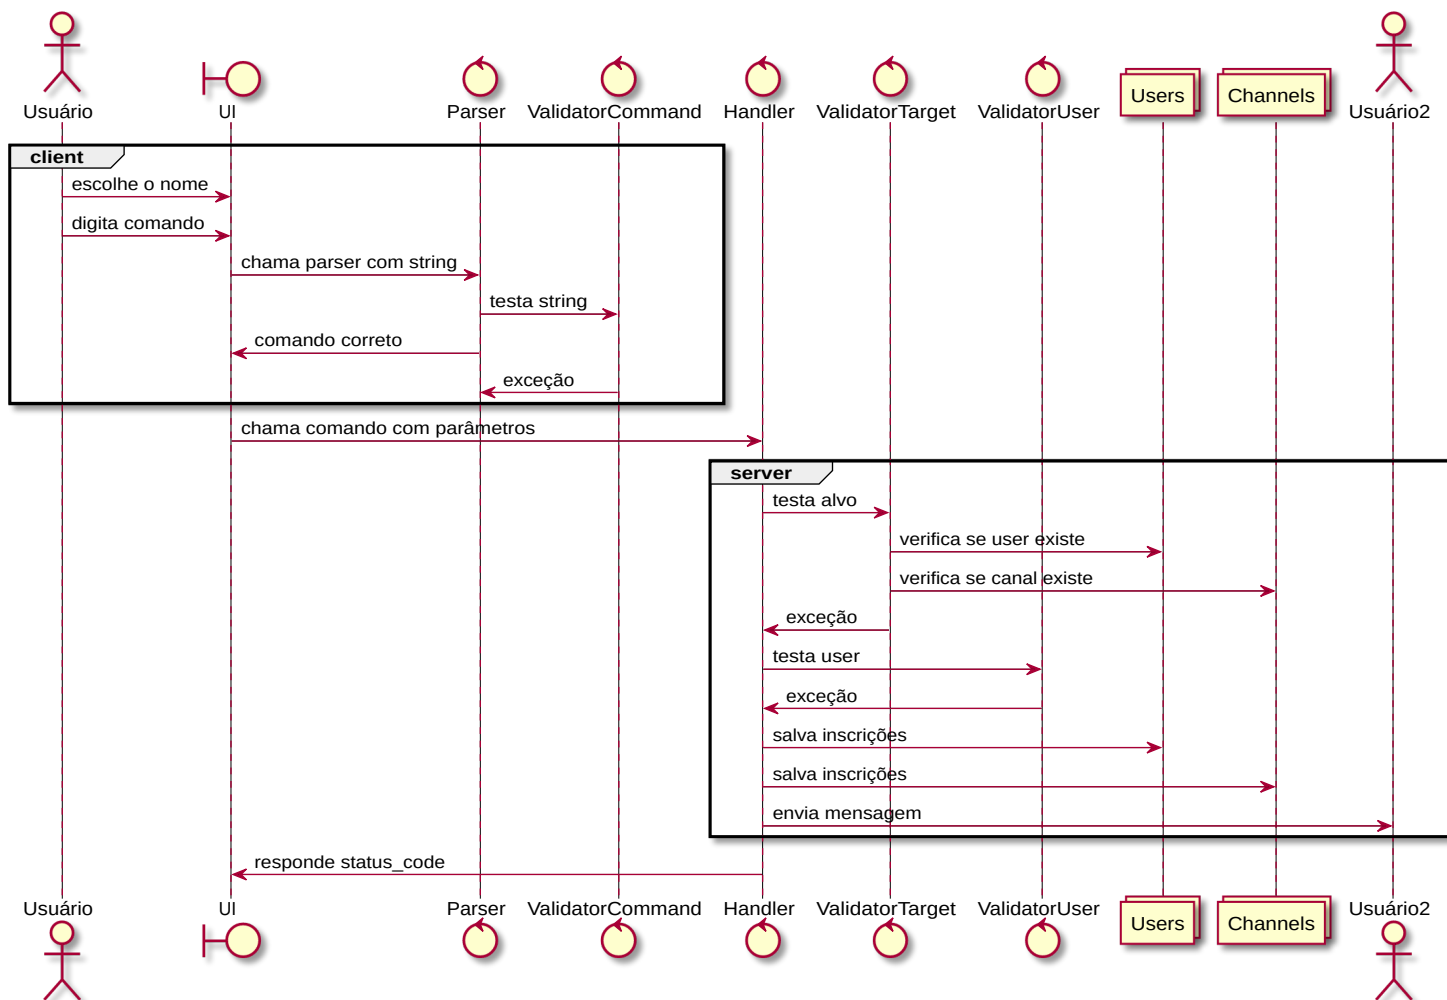 Usuário
UI
Parser
ValidatorCommand
Handler
ValidatorTarget
ValidatorUser
Users
Channels
Usuário2
client
escolhe o nome
digita comando
chama parser com string
testa string
comando correto
exceção
chama comando com parâmetros
server
testa alvo
verifica se user existe
verifica se canal existe
exceção
testa user
exceção
salva inscrições
salva inscrições
envia mensagem
responde status_code
Usuário
UI
Parser
ValidatorCommand
Handler
ValidatorTarget
ValidatorUser
Users
Channels
Usuário2